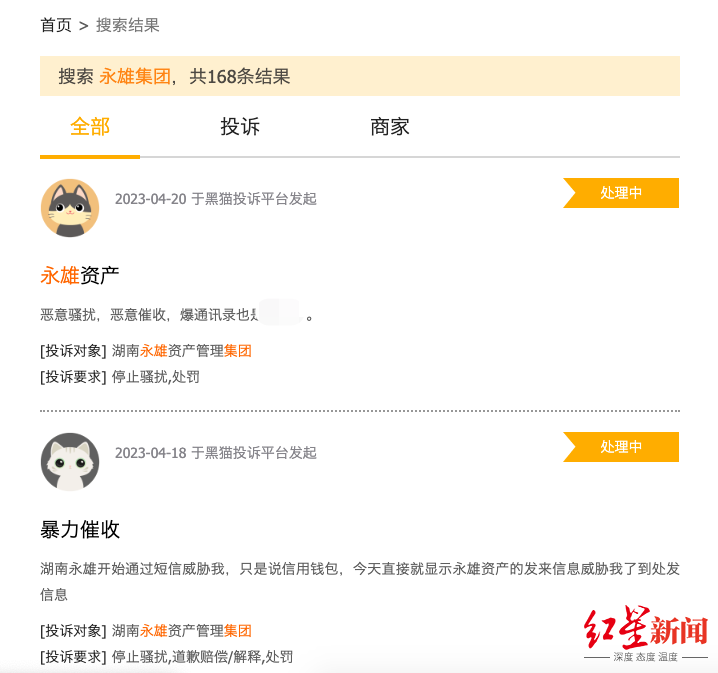 首页 > 搜索结果
搜索 永雄集团，共168条结果
全部 投诉 商家
2023-04-20 于黑猫投诉平台发起
处理中
永雄资产
恶意骚扰，恶意催收，爆通讯录也 。
[投诉对象] 湖南永雄资产管理集团
[投诉要求] 停止骚扰,处罚
2023-04-18 于黑猫投诉平台发起
处理中
暴力催收
湖南永雄开始通过短信威胁我，只是说信用钱包，今天直接就显示永雄资产的发来信息威胁我了到处发
信息
[投诉对象] 湖南永雄资产管理集团
[投诉要求] 停止骚扰,道歉赔偿/解释,处罚
红星新闻
深度 态度 温度